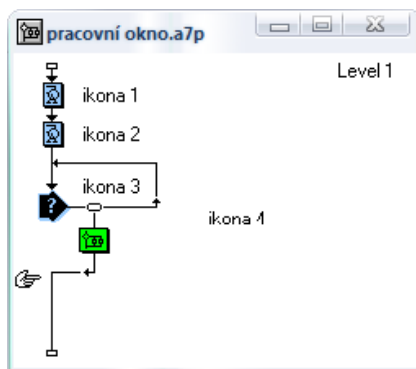 pracovní okno.a7p
Level 1
ikona 1
ikona 2
ikona 3
?
ikona 4